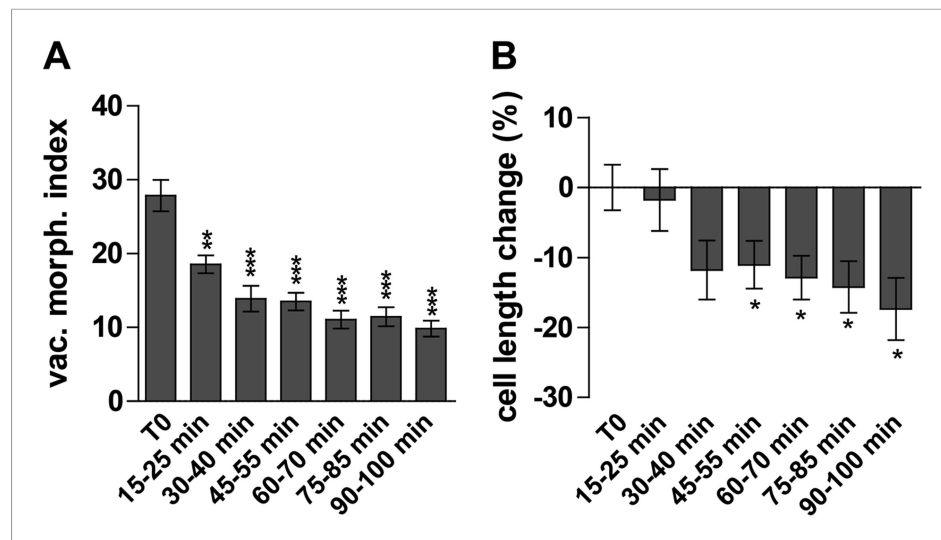 A
vac. morph. index
40
30
20
10
0
**
***
***
***
***
***
T0
15-25 min
30-40 min
45-55 min
60-70 min
75-85 min
90-100 min
B
cell length change (%)
10
0
-10
-20
-30
*
*
*
*
T0
15-25 min
30-40 min
45-55 min
60-70 min
75-85 min
90-100 min